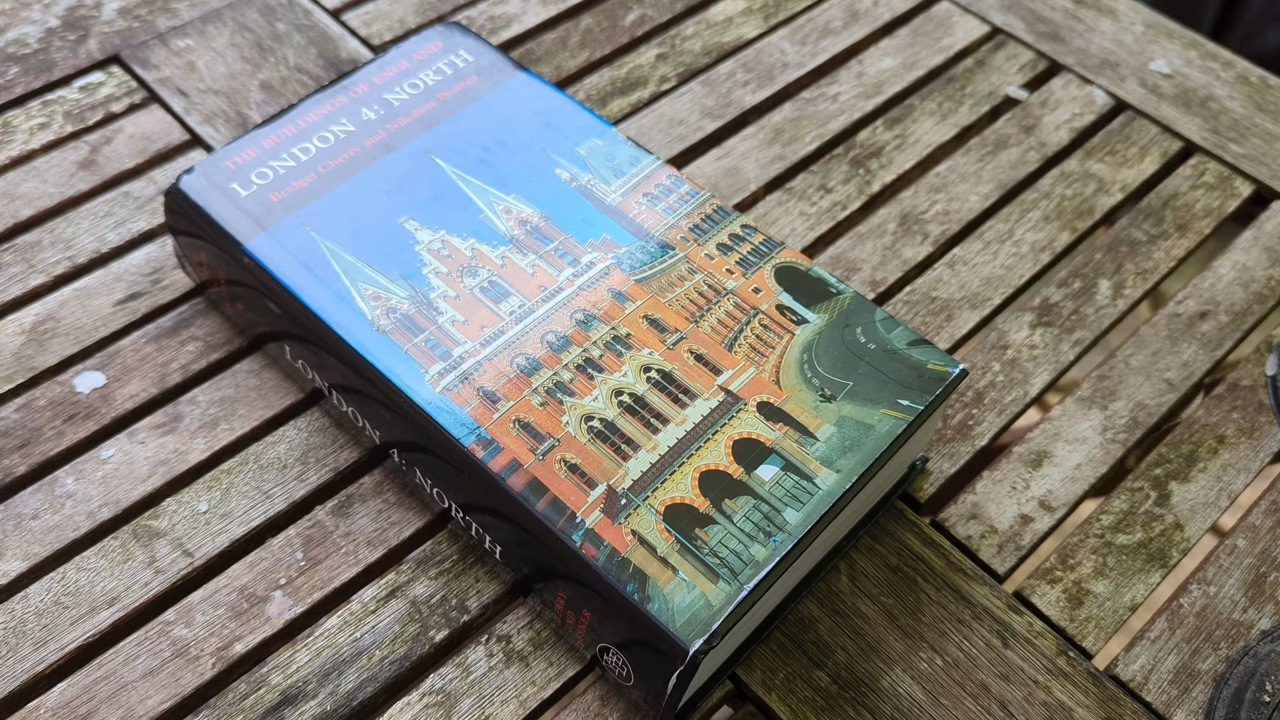 THE BUILDINGS OF ENGLAND
LONDON 4: NORTH
Bridget Cherry and Nikolaus Pevsner
LONDON 4: NORTH